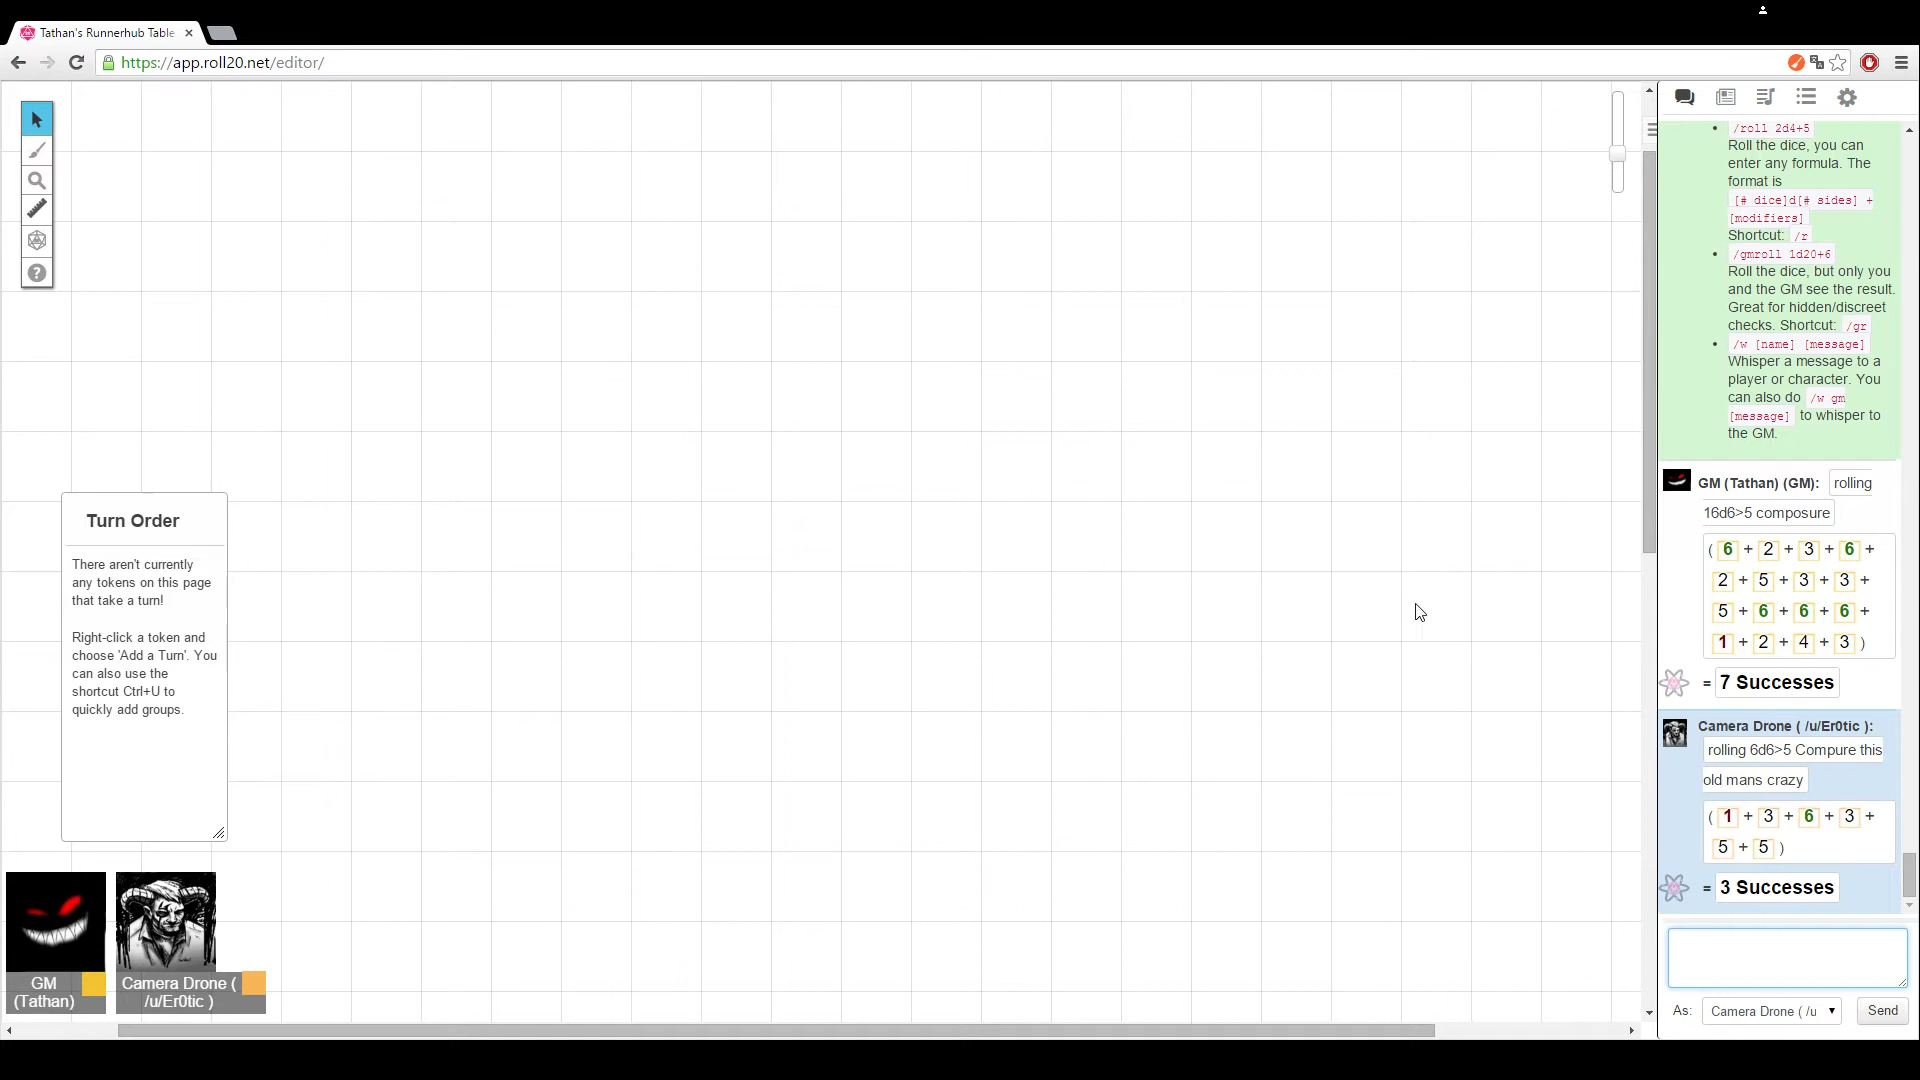 Tathan's Runnerhub Table
https://app.roll20.net/editor/
/roll 2d4+5
Roll the dice, you can
enter any formula. The
format is
[# dice]d[# sides] +
[modifiers]
Shortcut: /r
/gmroll 1d20+6
Roll the dice, but only you
and the GM see the result.
Great for hidden/discreet
checks. Shortcut: /gr
/w [name] [message]
Whisper a message to a
player or character. You
can also do /w gm
[message] to whisper to
the GM.
GM (Tathan) (GM): rolling
16d6>5 composure
( 6 + 2 + 3 + 6 +
2 + 5 + 3 + 3 +
5 + 6 + 6 + 6 +
1 + 2 + 4 + 3 )
= 7 Successes
Camera Drone ( /u/Er0tic ):
rolling 6d6>5 Compure this
old mans crazy
( 1 + 3 + 6 + 3 +
5 + 5 )
= 3 Successes
As: Camera Drone ( /u Send
Turn Order
There aren't currently
any tokens on this page
that take a turn!
Right-click a token and
choose 'Add a Turn'. You
can also use the
shortcut Ctrl+U to
quickly add groups.
GM
(Tathan)
Camera Drone (
/u/Er0tic )